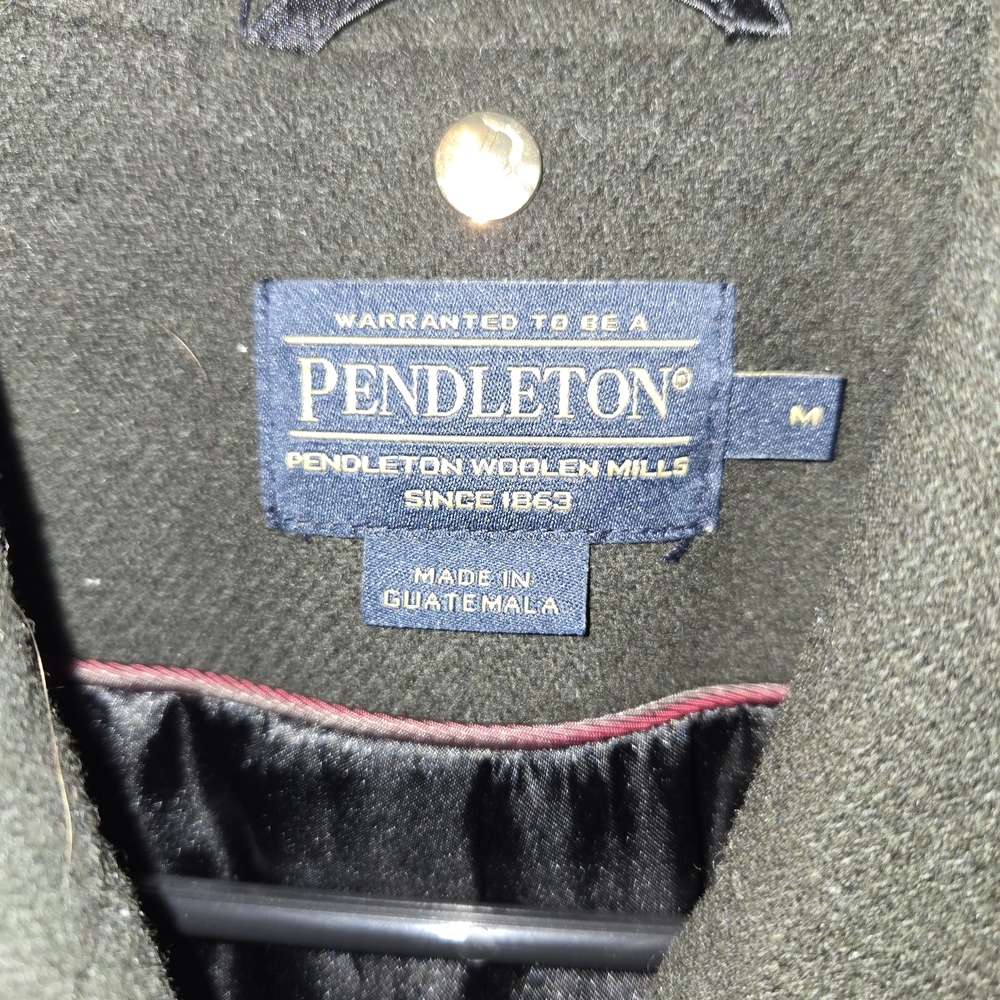 WARRANTED TO BE A
PENDLETON®
M
PENDLETON WOOLEN MILLS
SINCE 1863
MADE IN
GUATEMALA